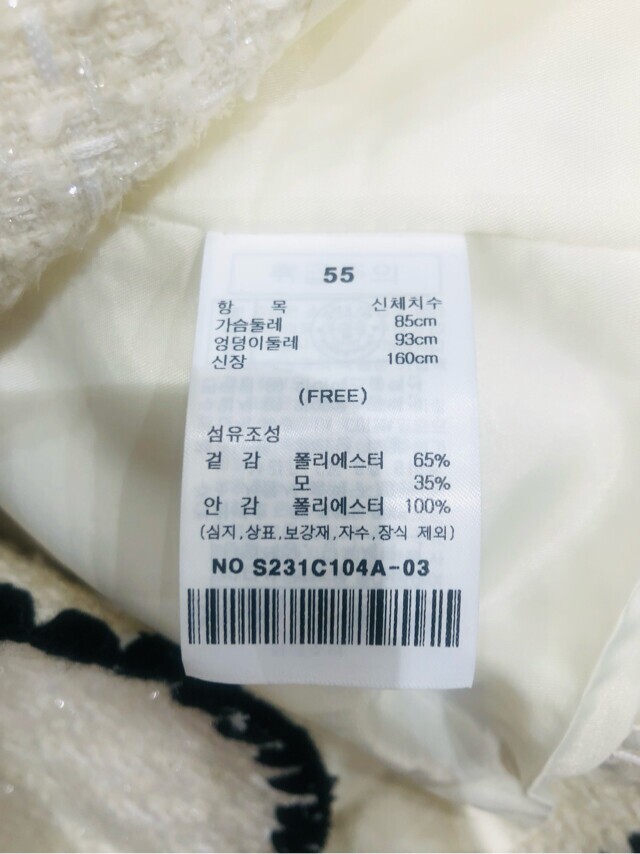 55
항 목 신체치수
가슴둘레 85cm
엉덩이둘레 93cm
신장 160cm
(FREE)
섬유조성
겉 감 폴리에스터 65%
모 35%
안 감 폴리에스터 100%
(심지,상표,보강재,자수,장식 제외)
NO S231C104A-03